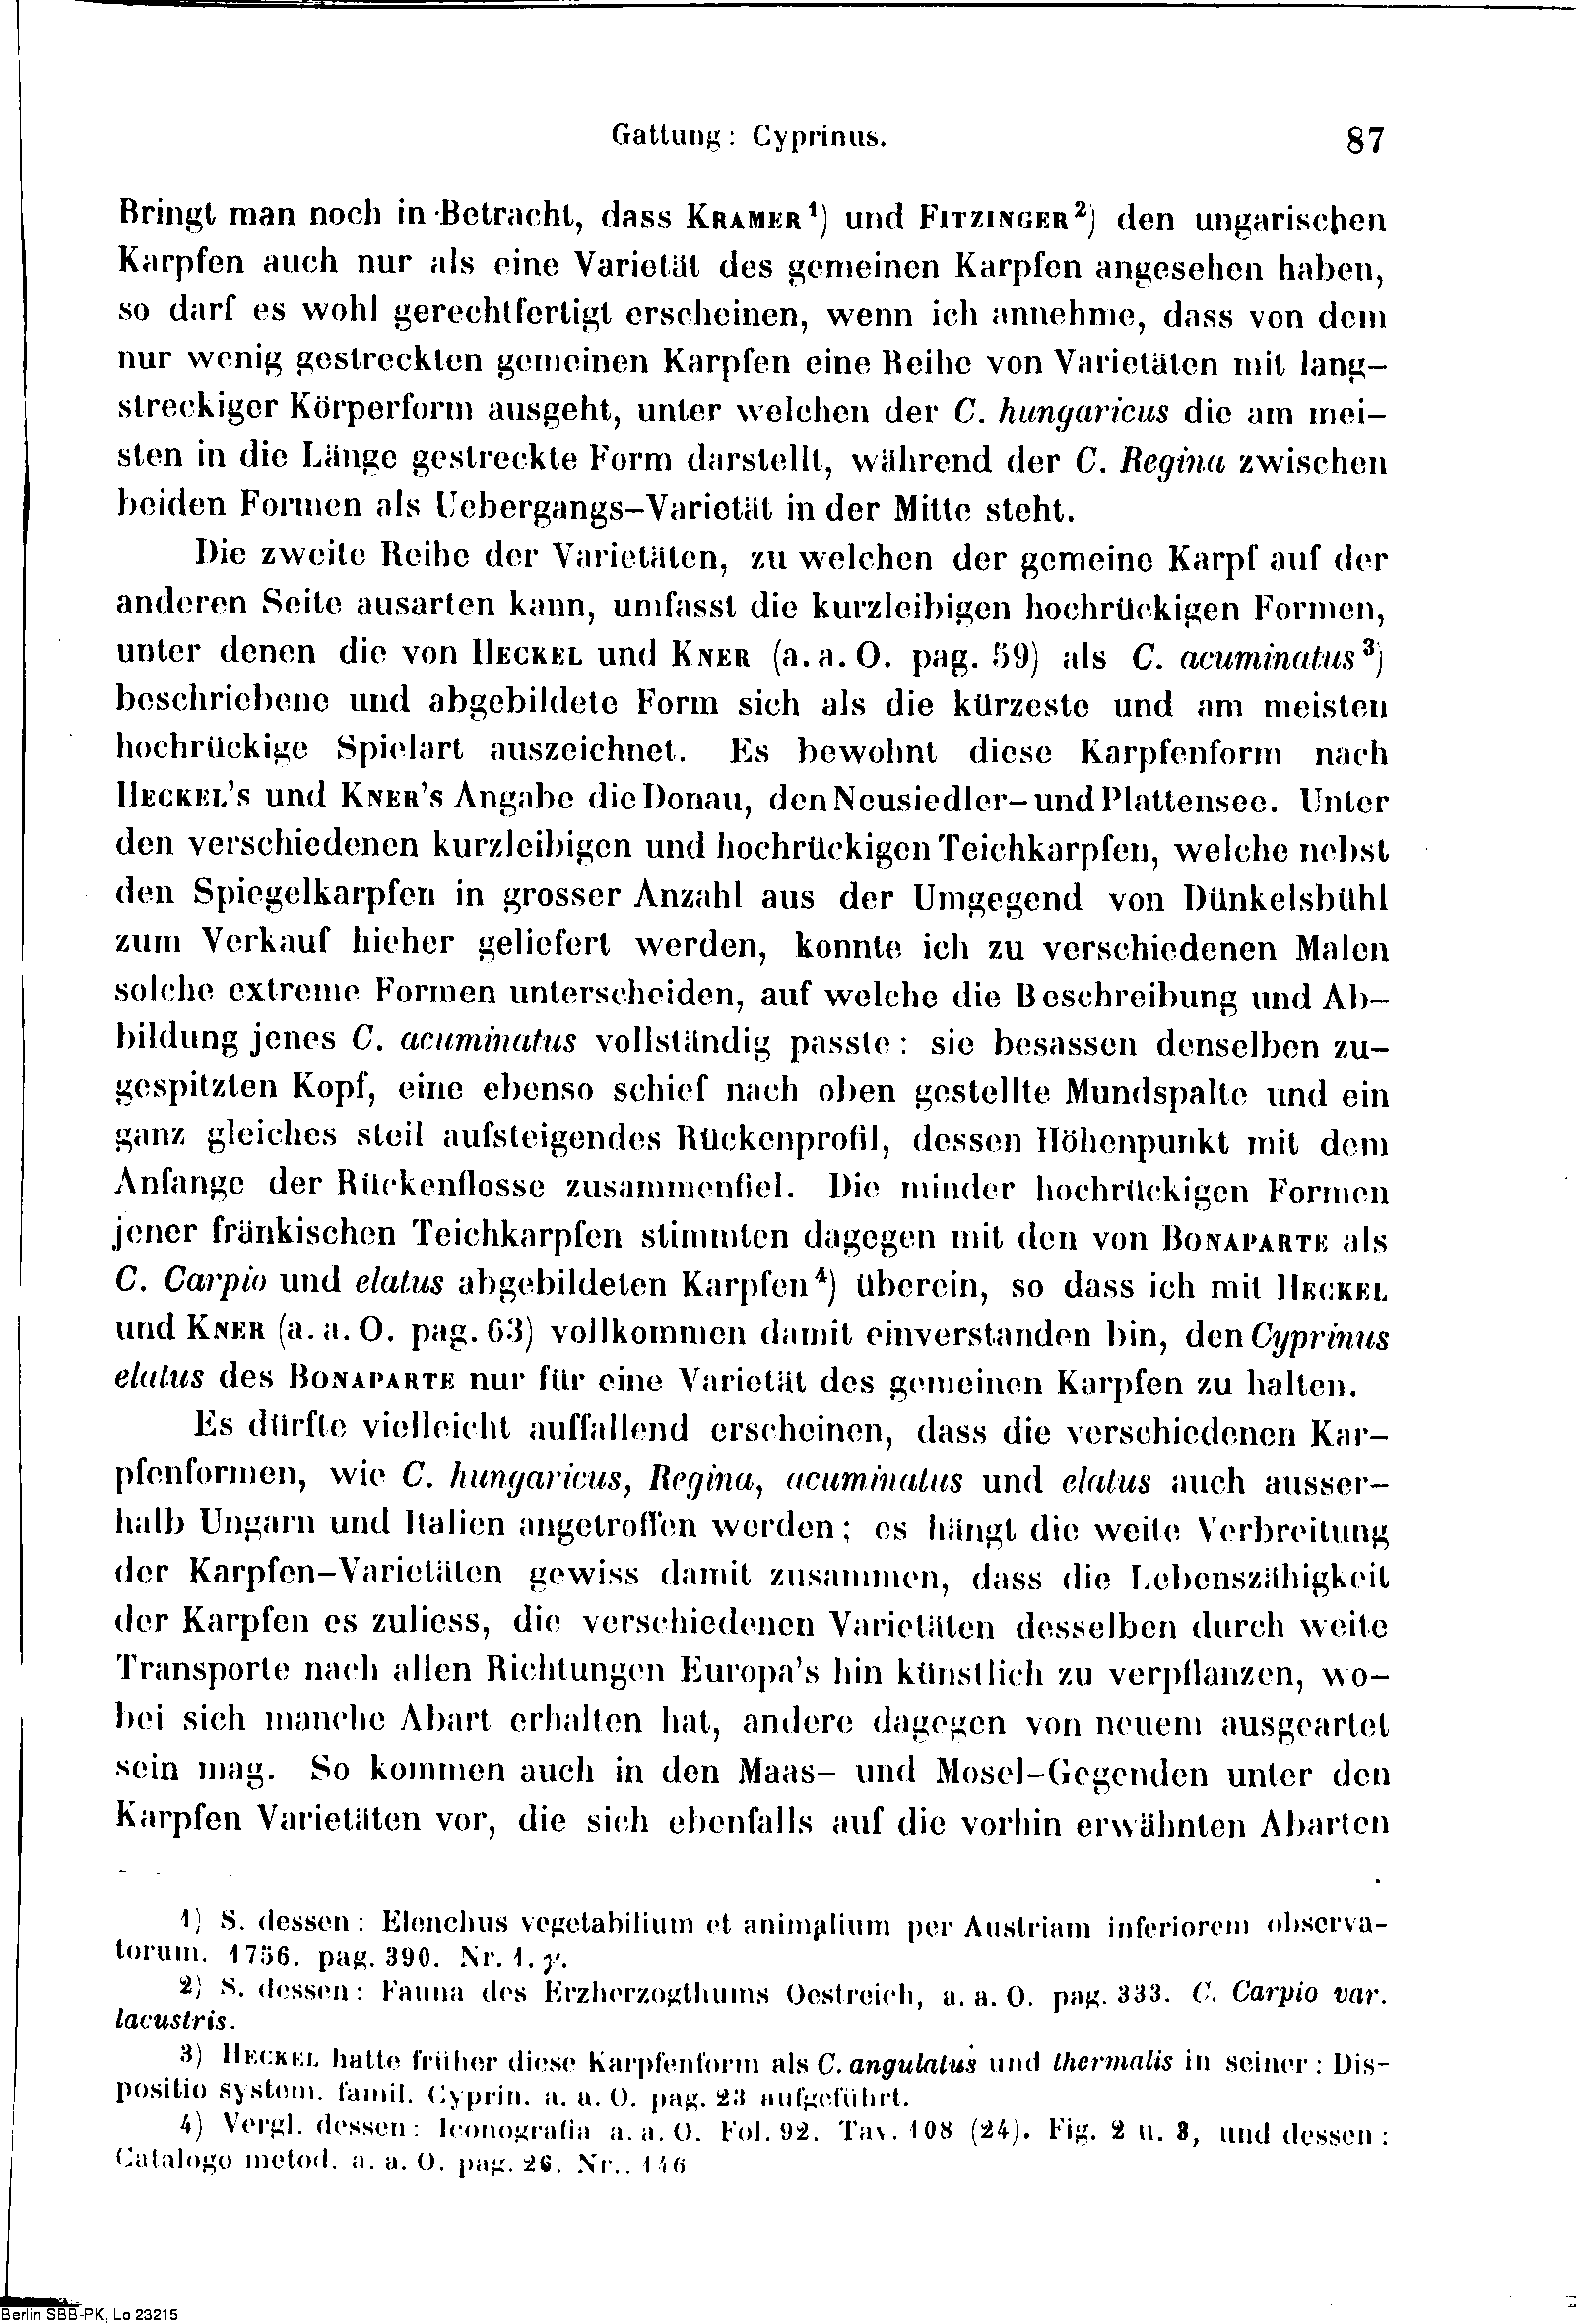 Gattung: Cyprinus. 87
Bringt man noch in Betracht, dass KRAMER¹) und FITZINGER²) den ungarischen
Karpfen auch nur als eine Varietät des gemeinen Karpfen angesehen haben,
so darf es wohl gerechtfertigt erscheinen, wenn ich annehme, dass von dem
nur wenig gestreckten gemeinen Karpfen eine Reihe von Varietäten mit lang-
streckiger Körperform ausgeht, unter welchen der C. hungaricus die am mei-
sten in die Länge gestreckte Form darstellt, während der C. Regina zwischen
beiden Formen als Uebergangs-Varietät in der Mitte steht.
Die zweite Reihe der Varietäten, zu welchen der gemeine Karpf auf der
anderen Seite ausarten kann, umfasst die kurzleibigen hochrückigen Formen,
unter denen die von HECKEL und KNER (a. a. O. pag. 59) als C. acuminatus³)
beschriebene und abgebildete Form sich als die kürzeste und am meisten
hochrückige Spielart auszeichnet. Es bewohnt diese Karpfenform nach
HECKEL's und KNER's Angabe die Donau, den Neusiedler- und Plattensee. Unter
den verschiedenen kurzleibigen und hochrückigen Teichkarpfen, welche nebst
den Spiegelkarpfen in grosser Anzahl aus der Umgegend von Dünkelsbühl
zum Verkauf hieher geliefert werden, konnte ich zu verschiedenen Malen
solche extreme Formen unterscheiden, auf welche die Beschreibung und Ab-
bildung jenes C. acuminatus vollständig passte: sie besassen denselben zu-
gespitzten Kopf, eine ebenso schief nach oben gestellte Mundspalte und ein
ganz gleiches steil aufsteigendes Rückenprofil, dessen Höhenpunkt mit dem
Anfange der Rückenflosse zusammenfiel. Die minder hochrückigen Formen
jener fränkischen Teichkarpfen stimmten dagegen mit den von BONAPARTE als
C. Carpio und elatus abgebildeten Karpfen⁴) überein, so dass ich mit HECKEL
und KNER (a. a. O. pag. 63) vollkommen damit einverstanden bin, den Cyprinus
elatus des BONAPARTE nur für eine Varietät des gemeinen Karpfen zu halten.
Es dürfte vielleicht auffallend erscheinen, dass die verschiedenen Kar-
pfenformen, wie C. hungaricus, Regina, acuminatus und elatus auch ausser-
halb Ungarn und Italien angetroffen werden; es hängt die weite Verbreitung
der Karpfen-Varietäten gewiss damit zusammen, dass die Lebenszähigkeit
der Karpfen es zuliess, die verschiedenen Varietäten desselben durch weite
Transporte nach allen Richtungen Europa's hin künstlich zu verpflanzen, wo-
bei sich manche Abart erhalten hat, andere dagegen von neuem ausgeartet
sein mag. So kommen auch in den Maas- und Mosel-Gegenden unter den
Karpfen Varietäten vor, die sich ebenfalls auf die vorhin erwähnten Abarten
1) S. dessen: Elenchus vegetabilium et animalium per Austriam inferiorem observa-
torum. 1756. pag. 390. Nr. 1. γ.
2) S. dessen: Fauna des Erzherzogthums Oestreich, a. a. O. pag. 333. C. Carpio var.
lacustris.
3) HECKEL hatte früher diese Karpfenform als C. angulatus und thermalis in seiner: Dis-
positio system. famil. Cyprin. a. a. O. pag. 23 aufgeführt.
4) Vergl. dessen: Iconografia a. a. O. Fol. 92. Tav. 108 (24). Fig. 2 u. 3, und dessen:
Catalogo metod. a. a. O. pag. 26. Nr.. 146
Berlin SBB-PK, Lo 23215